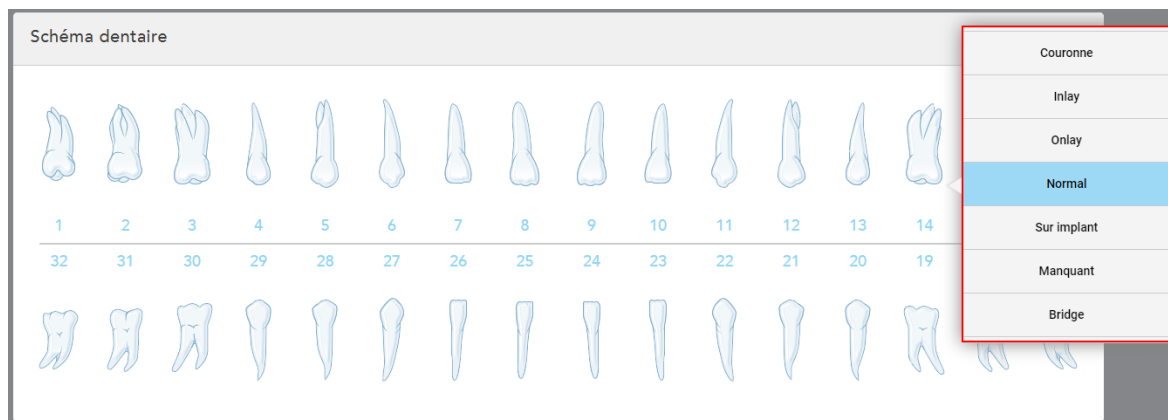 Schéma dentaire
1 2 3 4 5 6 7 8 9 10 11 12 13 14
32 31 30 29 28 27 26 25 24 23 22 21 20 19
Couronne
Inlay
Onlay
Normal
Sur implant
Manquant
Bridge